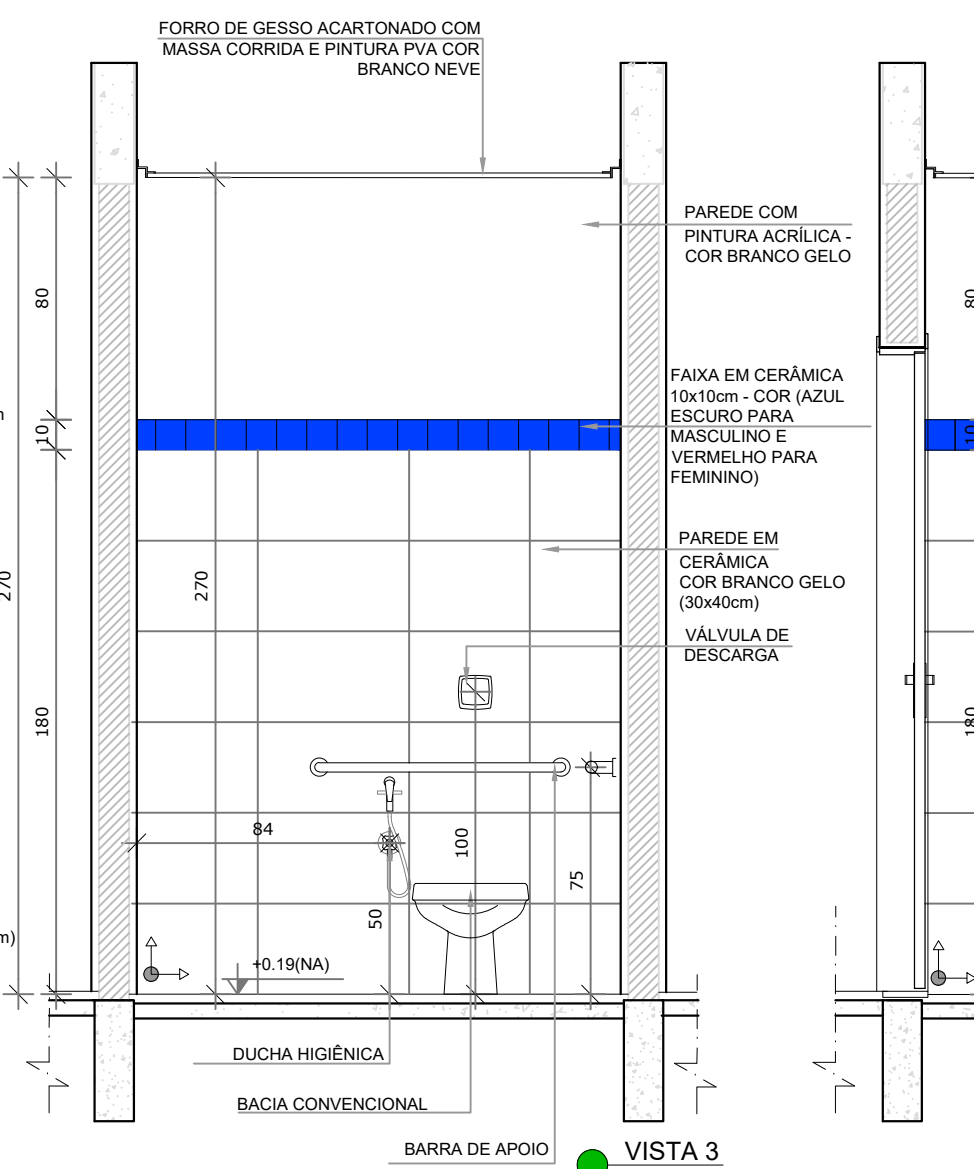 FORRO DE GESSO ACARTONADO COM
MASSA CORRIDA E PINTURA PVA COR
BRANCO NEVE
PAREDE COM
PINTURA ACRÍLICA -
COR BRANCO GELO
80
80
FAIXA EM CERÂMICA
10x10cm - COR (AZUL
ESCURO PARA
MASCULINO E
VERMELHO PARA
FEMININO)
10
10
PAREDE EM
CERÂMICA
COR BRANCO GELO
(30x40cm)
270
270
VÁLVULA DE
DESCARGA
180
180
84
100
75
50
m)
+0.19(NA)
DUCHA HIGIÊNICA
BACIA CONVENCIONAL
BARRA DE APOIO
VISTA 3